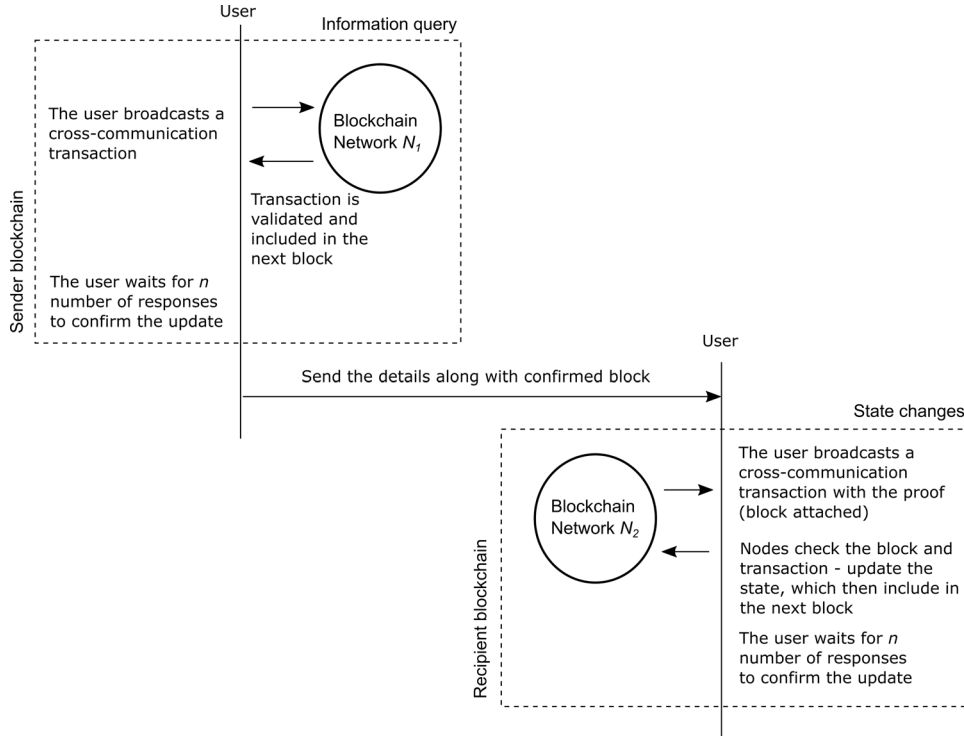 User
Information query
The user broadcasts a
cross-communication
transaction
Blockchain
Network N1
Transaction is
validated and
included in the
next block
The user waits for n
number of responses
to confirm the update
Sender blockchain
User
Send the details along with confirmed block
State changes
Blockchain
Network N2
The user broadcasts a
cross-communication
transaction with the proof
(block attached)
Nodes check the block and
transaction - update the
state, which then include in
the next block
The user waits for n
number of responses
to confirm the update
Recipient blockchain